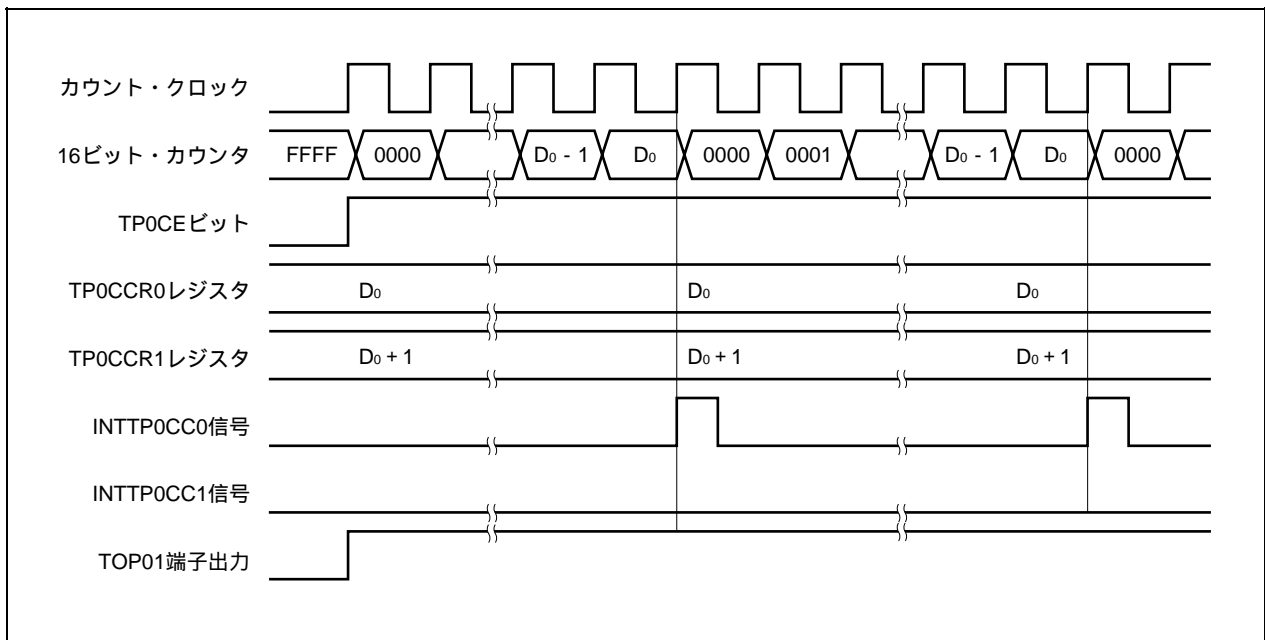 カウント・クロック
16ビット・カウンタ FFFF 0000 D₀ - 1 D₀ 0000 0001 D₀ - 1 D₀ 0000
TP0CEビット
TP0CCR0レジスタ D₀ D₀ D₀
TP0CCR1レジスタ D₀ + 1 D₀ + 1 D₀ + 1
INTTP0CC0信号
INTTP0CC1信号
TOP01端子出力